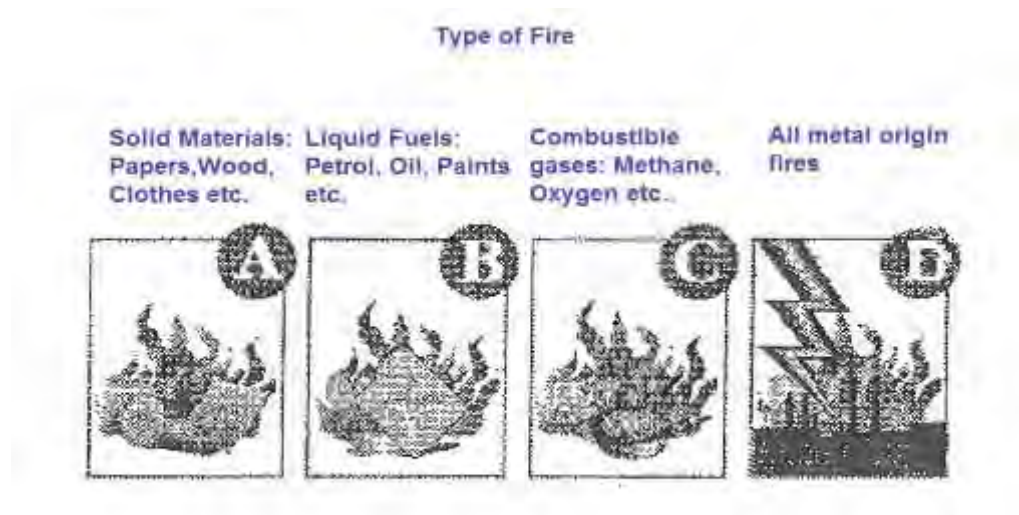 Type of Fire
Solid Materials:
Papers,Wood,
Clothes etc.
Liquid Fuels:
Petrol, Oil, Paints
etc.
Combustible
gases: Methane,
Oxygen etc..
All metal origin
fires
A
B
C
E